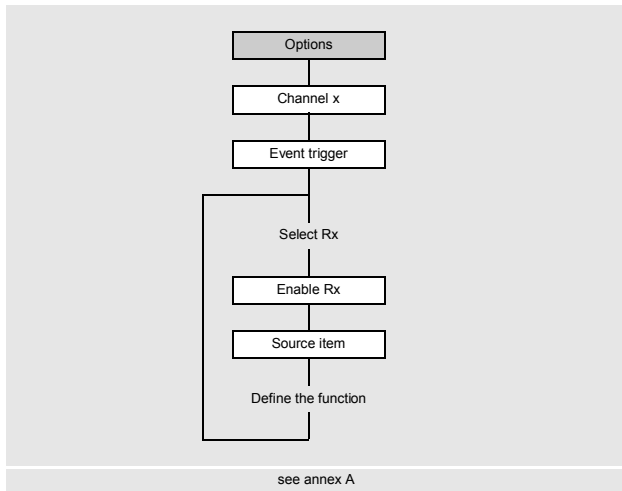 Options
Channel x
Event trigger
Select Rx
Enable Rx
Source item
Define the function
see annex A